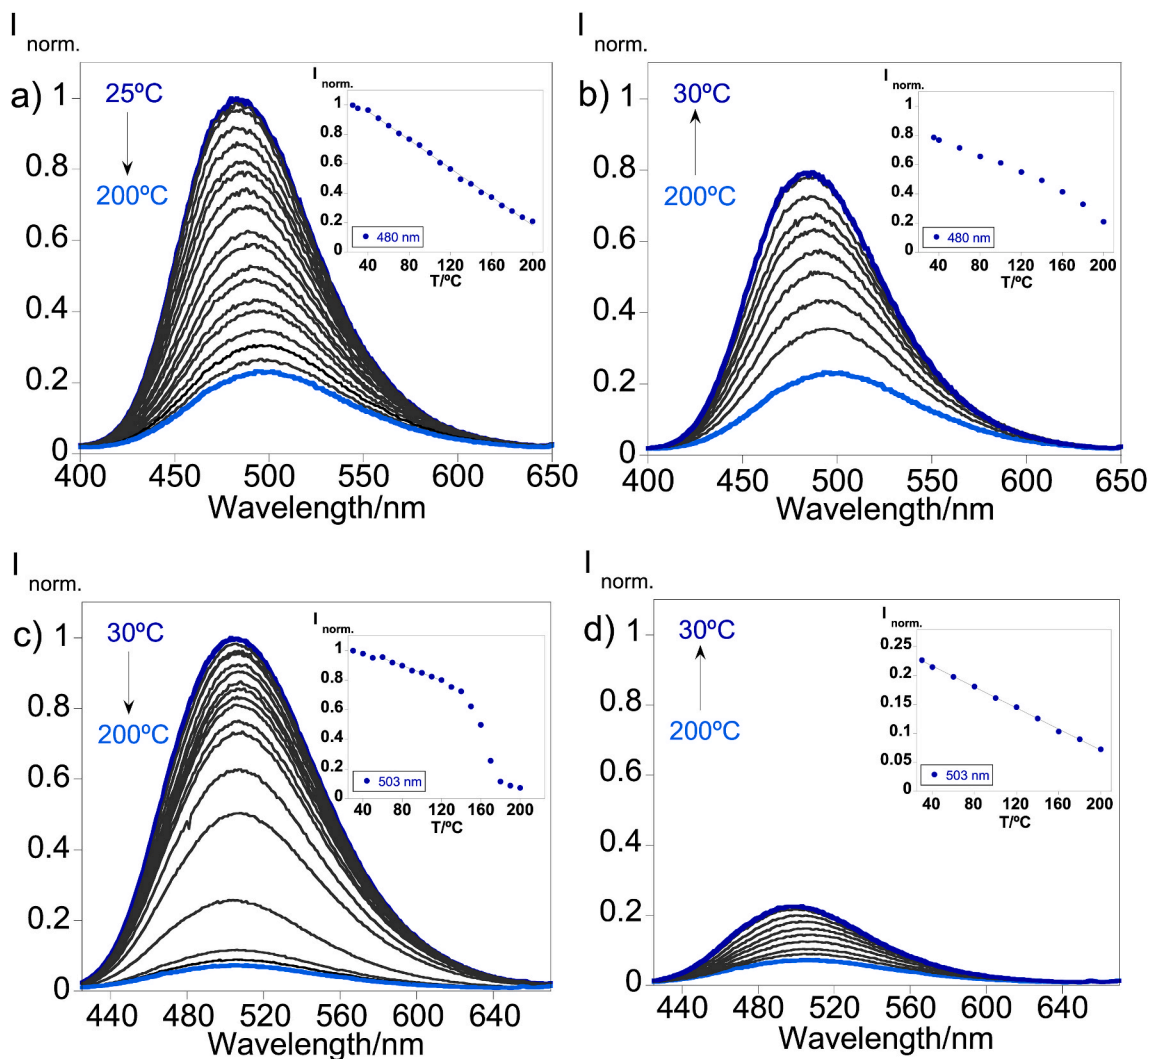 I norm.
a)
25ºC
200ºC
1
0.8
0.6
0.4
0.2
0
400 450 500 550 600 650
Wavelength/nm
I norm.
1
0.8
0.6
0.4
0.2
0
40 80 120 160 200
T/ºC
480 nm
I norm.
b)
30ºC
200ºC
1
0.8
0.6
0.4
0.2
0
400 450 500 550 600 650
Wavelength/nm
I norm.
1
0.8
0.6
0.4
0.2
0
40 80 120 160 200
T/ºC
480 nm
I norm.
c)
30ºC
200ºC
1
0.8
0.6
0.4
0.2
0
440 480 520 560 600 640
Wavelength/nm
I norm.
1
0.8
0.6
0.4
0.2
0
40 80 120 160 200
T/ºC
503 nm
I norm.
d)
30ºC
200ºC
1
0.8
0.6
0.4
0.2
0
440 480 520 560 600 640
Wavelength/nm
I norm.
0.25
0.2
0.15
0.1
0.05
0
40 80 120 160 200
T/ºC
503 nm